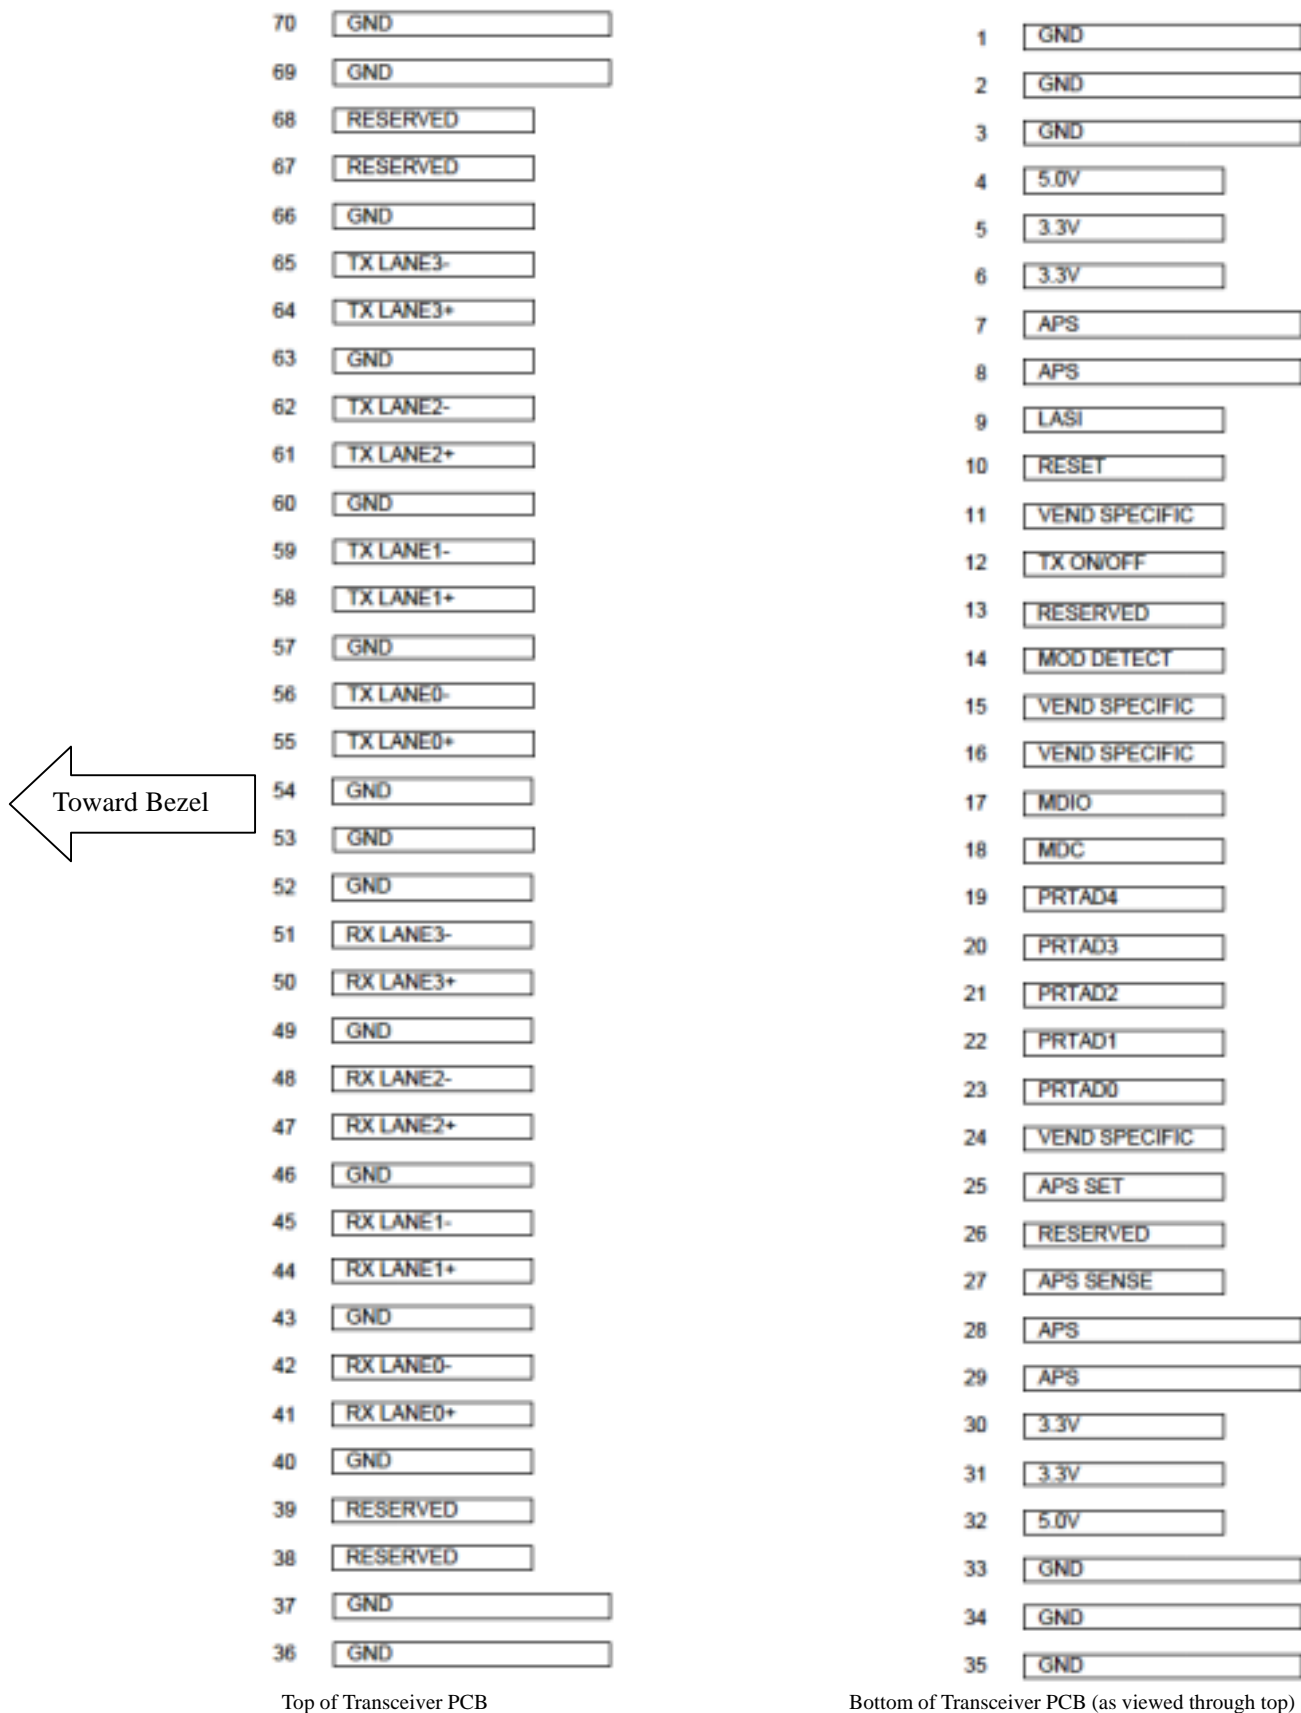 70 GND
69 GND
68 RESERVED
67 RESERVED
66 GND
65 TX LANE3-
64 TX LANE3+
63 GND
62 TX LANE2-
61 TX LANE2+
60 GND
59 TX LANE1-
58 TX LANE1+
57 GND
56 TX LANE0-
55 TX LANE0+
54 GND
53 GND
52 GND
51 RX LANE3-
50 RX LANE3+
49 GND
48 RX LANE2-
47 RX LANE2+
46 GND
45 RX LANE1-
44 RX LANE1+
43 GND
42 RX LANE0-
41 RX LANE0+
40 GND
39 RESERVED
38 RESERVED
37 GND
36 GND
Toward Bezel
Top of Transceiver PCB
1 GND
2 GND
3 GND
4 5.0V
5 3.3V
6 3.3V
7 APS
8 APS
9 LASI
10 RESET
11 VEND SPECIFIC
12 TX ON/OFF
13 RESERVED
14 MOD DETECT
15 VEND SPECIFIC
16 VEND SPECIFIC
17 MDIO
18 MDC
19 PRTAD4
20 PRTAD3
21 PRTAD2
22 PRTAD1
23 PRTAD0
24 VEND SPECIFIC
25 APS SET
26 RESERVED
27 APS SENSE
28 APS
29 APS
30 3.3V
31 3.3V
32 5.0V
33 GND
34 GND
35 GND
Bottom of Transceiver PCB (as viewed through top)